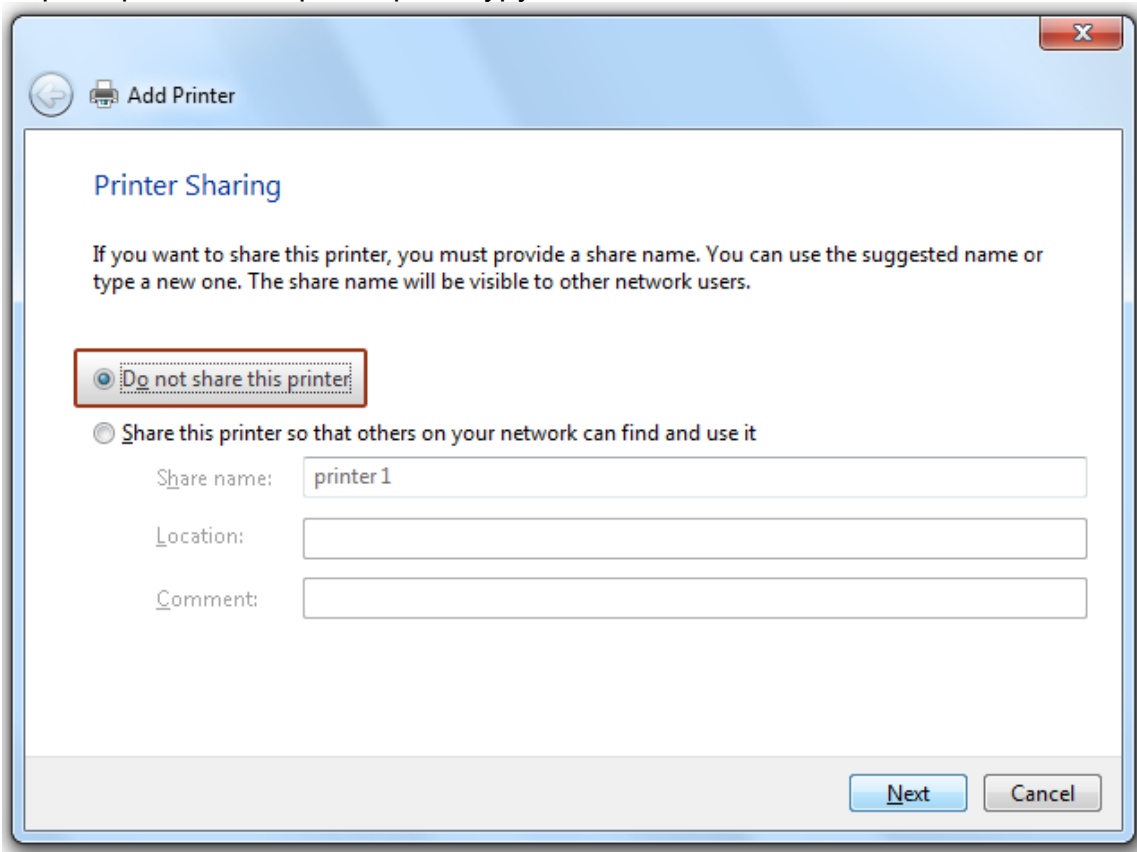 Add Printer
Printer Sharing
If you want to share this printer, you must provide a share name. You can use the suggested name or
type a new one. The share name will be visible to other network users.
Do not share this printer
Share this printer so that others on your network can find and use it
Share name: printer 1
Location:
Comment:
Next Cancel